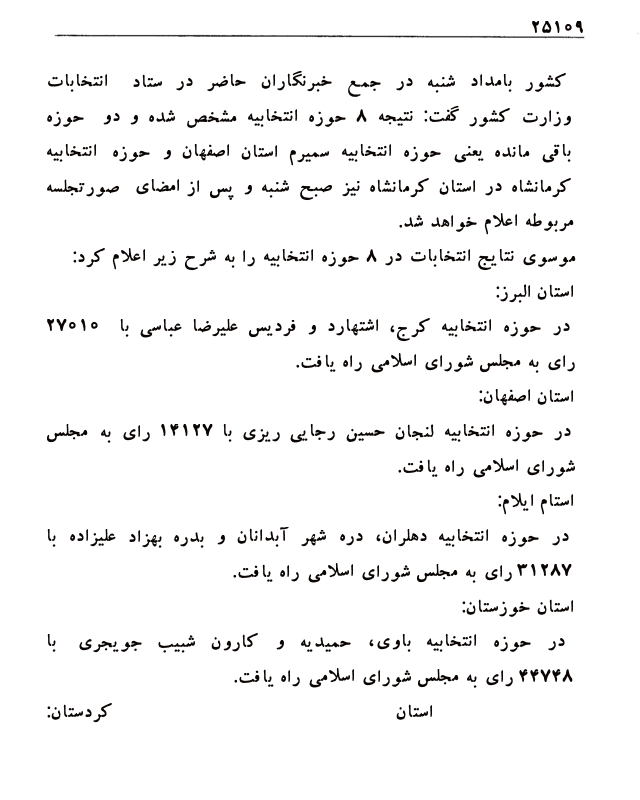 ۲۵۱۰۹
کشور بامداد شنبه در جمع خبرنگاران حاضر در ستاد انتخابات
وزارت کشور گفت: نتیجه ۸ حوزه انتخابیه مشخص شده و دو حوزه
باقی مانده یعنی حوزه انتخابیه سمیرم استان اصفهان و حوزه انتخابیه
کرمانشاه در استان کرمانشاه نیز صبح شنبه و پس از امضای صورتجلسه
مربوطه اعلام خواهد شد.
موسوی نتایج انتخابات در ۸ حوزه انتخابیه را به شرح زیر اعلام کرد:
استان البرز:
در حوزه انتخابیه کرج، اشتهارد و فردیس علیرضا عباسی با ۲۷۰۱۰
رای به مجلس شورای اسلامی راه یافت.
استان اصفهان:
در حوزه انتخابیه لنجان حسین رجایی ریزی با ۱۴۱۲۷ رای به مجلس
شورای اسلامی راه یافت.
استام ایلام:
در حوزه انتخابیه دهلران، دره شهر آبدانان و بدره بهزاد علیزاده با
۳۱۲۸۷ رای به مجلس شورای اسلامی راه یافت.
استان خوزستان:
در حوزه انتخابیه باوی، حمیدیه و کارون شبیب جویجری با
۴۴۷۴۸ رای به مجلس شورای اسلامی راه یافت.
استان کردستان: